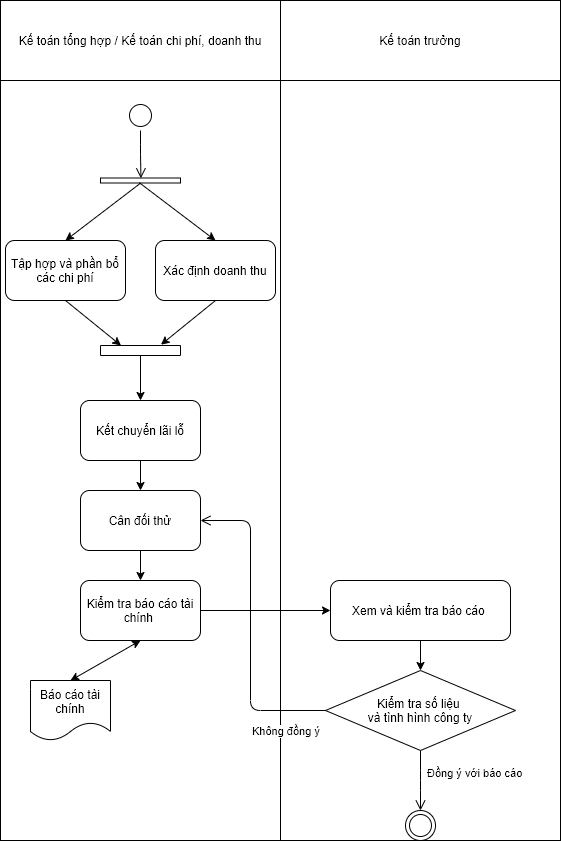 Kế toán tổng hợp / Kế toán chi phí, doanh thu
Kế toán trưởng
Tập hợp và phần bổ
các chi phí
Xác định doanh thu
Kết chuyển lãi lỗ
Cân đối thử
Kiểm tra báo cáo tài
chính
Xem và kiểm tra báo cáo
Báo cáo tài
chính
Kiểm tra số liệu
và tình hình công ty
Không đồng ý
Đồng ý với báo cáo